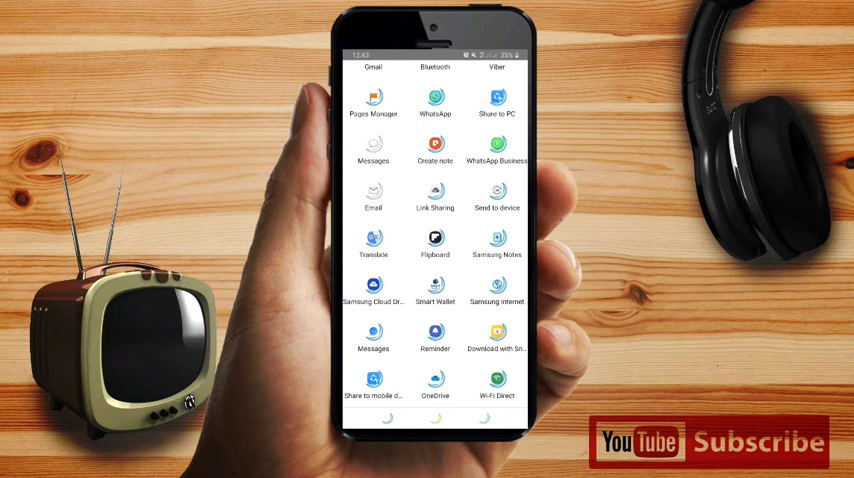 12:43 35%
Gmail Bluetooth Viber
Pages Manager WhatsApp Share to PC
Messages Create note WhatsApp Business
Email Link Sharing Send to device
Translate Flipboard Samsung Notes
Samsung Cloud Dr... Smart Wallet Samsung Internet
Messages Reminder Download with Sn...
Share to mobile d... OneDrive Wi-Fi Direct
YouTube Subscribe